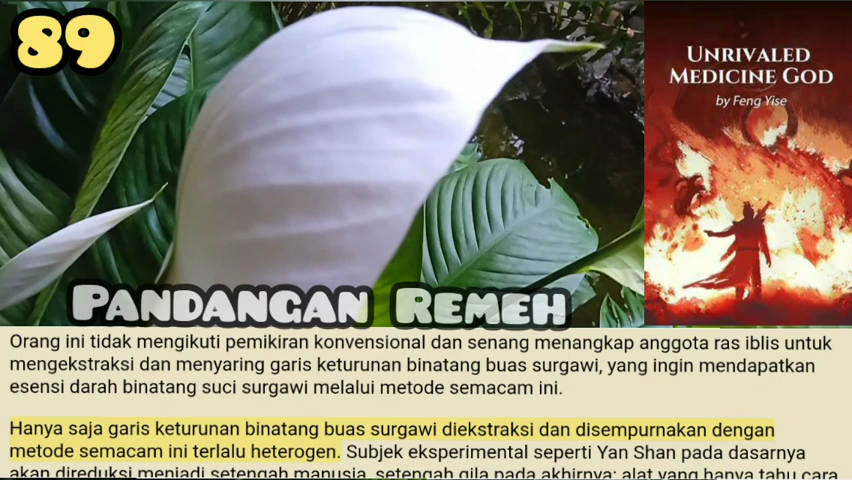 89
UNRIVALED
MEDICINE GOD
by Feng Yise
PANDANGAN REMEH
Orang ini tidak mengikuti pemikiran konvensional dan senang menangkap anggota ras iblis untuk
mengekstraksi dan menyaring garis keturunan binatang buas surgawi, yang ingin mendapatkan
esensi darah binatang suci surgawi melalui metode semacam ini.
Hanya saja garis keturunan binatang buas surgawi diekstraksi dan disempurnakan dengan
metode semacam ini terlalu heterogen. Subjek eksperimental seperti Yan Shan pada dasarnya
akan direduksi menjadi setengah manusia, setengah gila pada akhirnya; alat yang hanya tahu cara